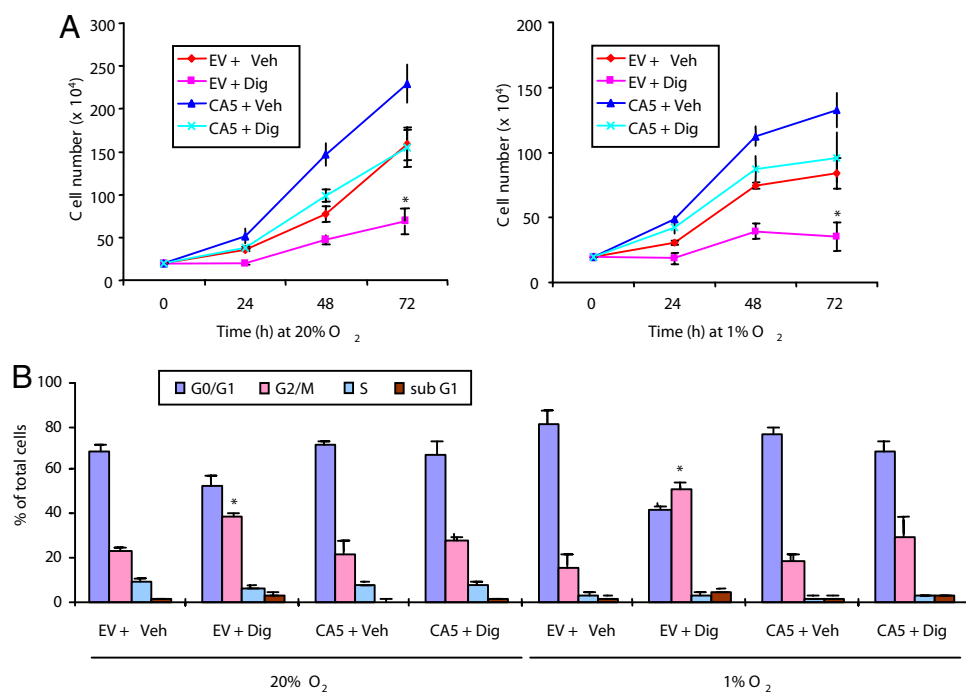 A
300
250
200
150
100
50
0
Cell number (x 10⁴)
EV + Veh
EV + Dig
CA5 + Veh
CA5 + Dig
*
0 24 48 72
Time (h) at 20% O₂
200
150
100
50
0
Cell number (x 10⁴)
EV + Veh
EV + Dig
CA5 + Veh
CA5 + Dig
*
0 24 48 72
Time (h) at 1% O₂
B
100
80
60
40
20
0
% of total cells
G0/G1 G2/M S sub G1
* *
EV + Veh EV + Dig CA5 + Veh CA5 + Dig EV + Veh EV + Dig CA5 + Veh CA5 + Dig
20% O₂ 1% O₂